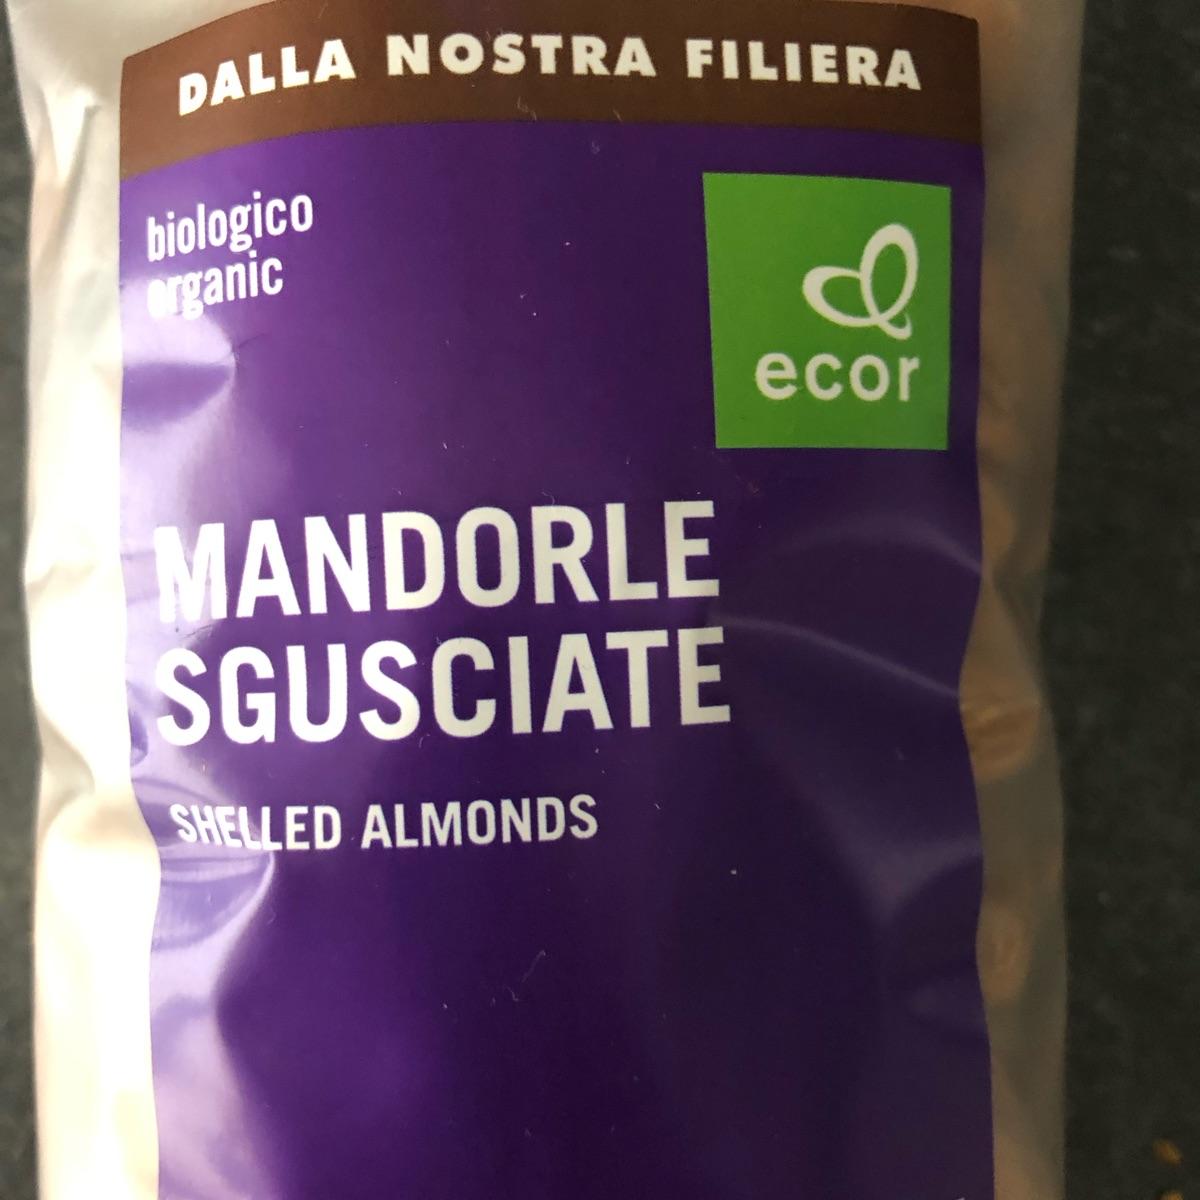 DALLA NOSTRA FILIERA
biologico
organic
ecor
MANDORLE
SGUSCIATE
SHELLED ALMONDS